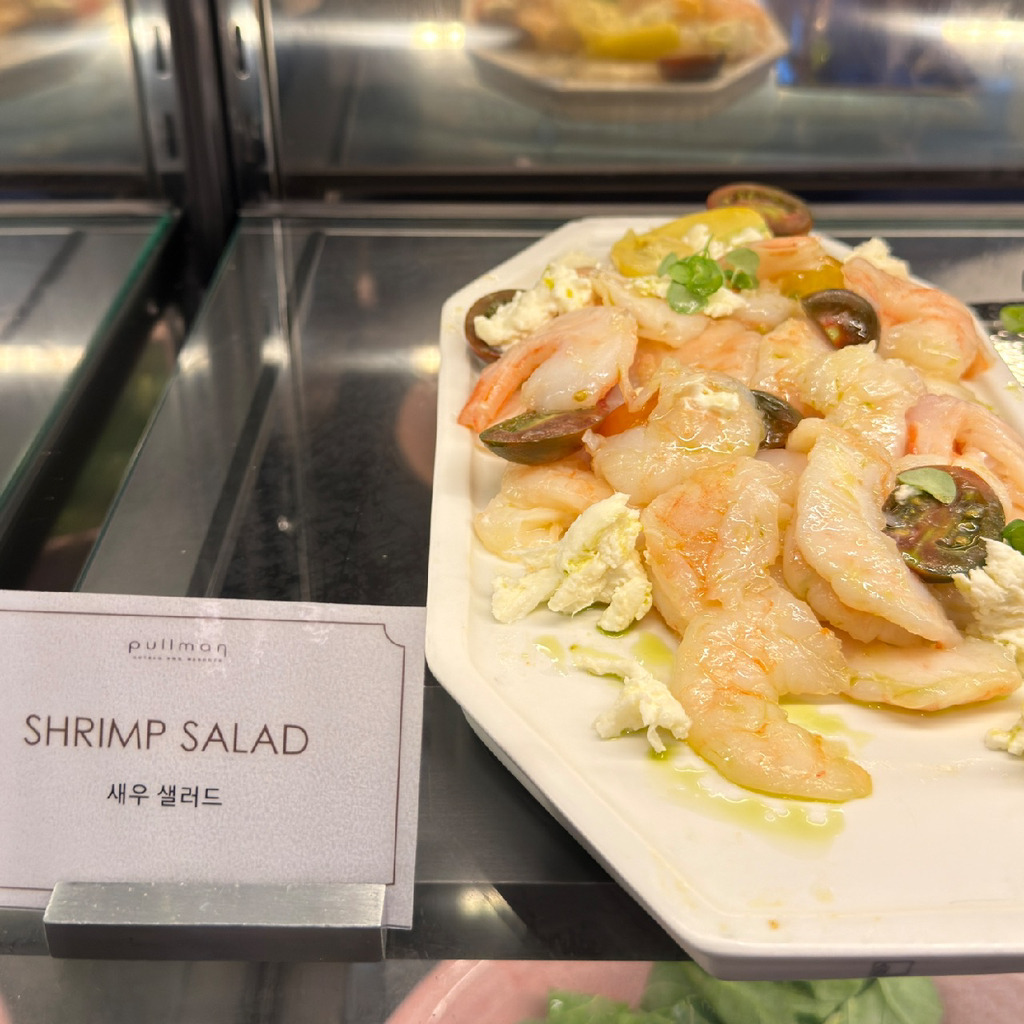 pullman
HOTELS AND RESORTS
SHRIMP SALAD
새우 샐러드